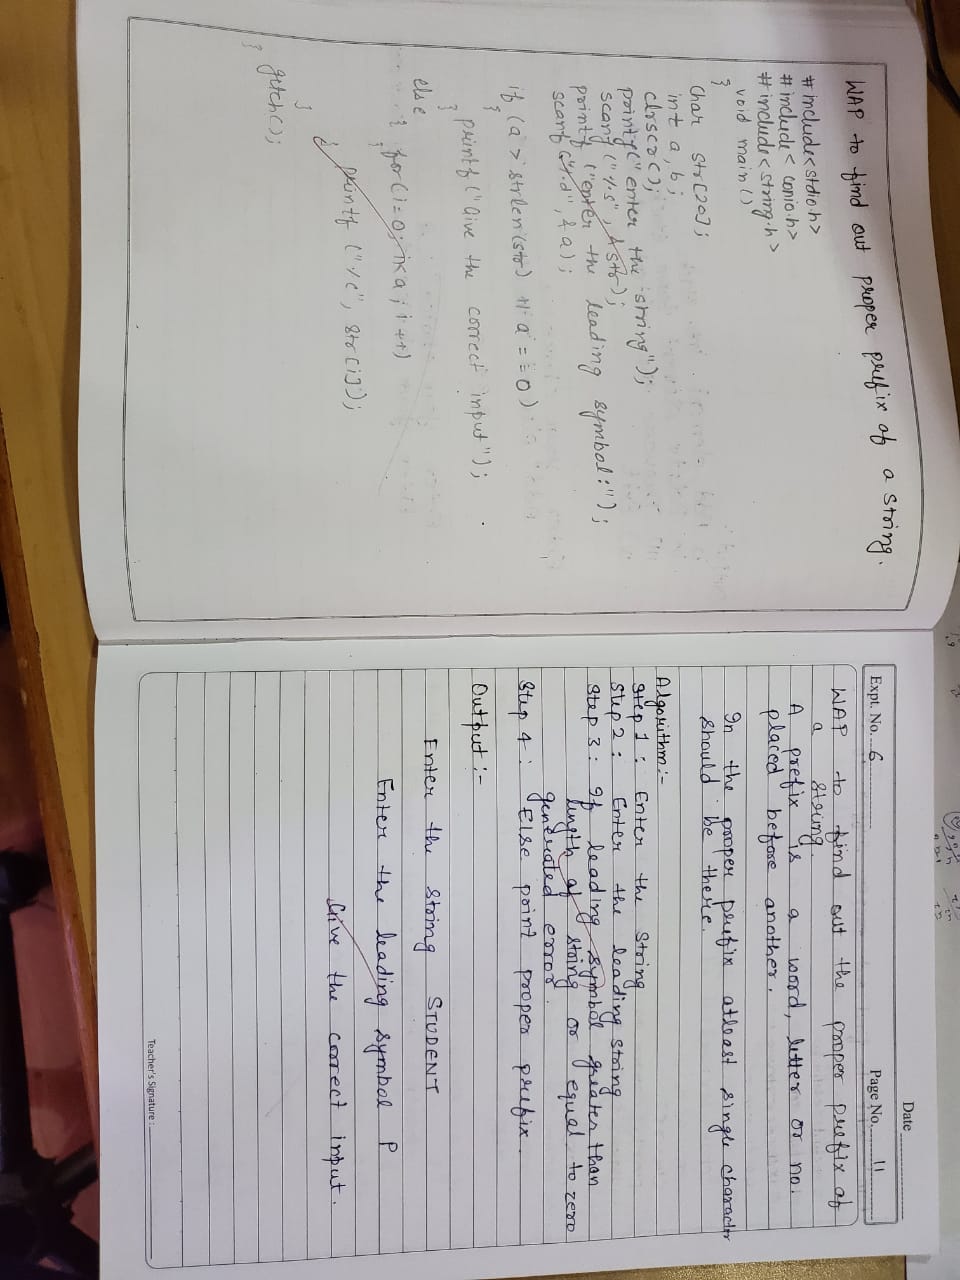 WAP to find out proper prefix of a string.
#include<stdio.h>
#include<conio.h>
#include<string.h>
void main()
}
Char str[20];
int a,b;
clrscr();
printf("enter the string");
scanf("%s", &str);
printf("enter the leading symbol:");
scanf("%d", &a);
if (a > strlen(str) || a == 0)
{
printf("Give the correct input");
}
else
{ for(i=0; i<a; i++)
{ printf("%c", str[i]);
}
getch();
}
Date
Expt. No. 6
Page No. 11
WAP to find out the proper prefix of
a string.
A prefix is a word, letter or no.
placed before another.
In the proper prefix atleast single character
should be there.
Algorithm:-
Step 1: Enter the String
Step 2: Enter the leading string
Step 3: If leading symbol greater than
length of string or equal to zero
generated error.
Step 4: Else print proper prefix.
Output:-
Enter the string STUDENT
Enter the leading symbol P
Give the correct input.
Teacher's Signature: